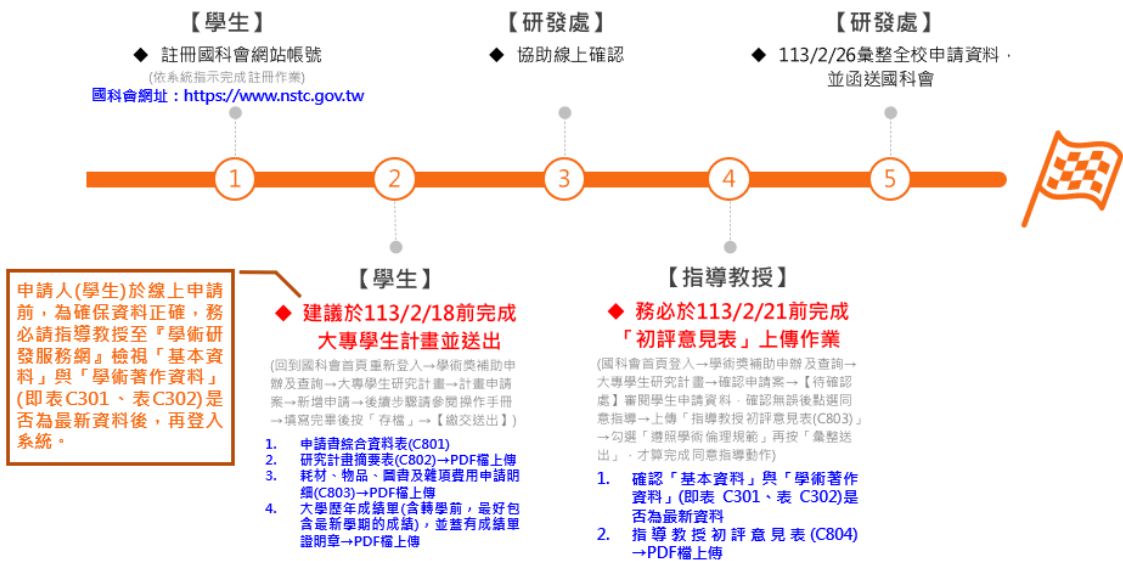 【學生】
◆ 註冊國科會網站帳號
(依系統指示完成註冊作業)
國科會網址：https://www.nstc.gov.tw
【研發處】
◆ 協助線上確認
【研發處】
◆ 113/2/26彙整全校申請資料，
並函送國科會
1
2
3
4
5
申請人(學生)於線上申請
前，為確保資料正確，務
必請指導教授至『學術研
發服務網』檢視「基本資
料」與「學術著作資料」
(即表C301、表C302)是
否為最新資料後，再登入
系統。
【學生】
◆ 建議於113/2/18前完成
大專學生計畫並送出
(回到國科會首頁重新登入→學術獎補助申
辦及查詢→大專學生研究計畫→計畫申請
案→新增申請→後續步驟請參閱操作手冊
→填寫完畢後按「存檔」→【繳交送出】)
1. 申請書綜合資料表(C801)
2. 研究計畫摘要表(C802)→PDF檔上傳
3. 耗材、物品、圖書及雜項費用申請明
細(C803)→PDF檔上傳
4. 大學歷年成績單(含轉學前，最好包
含最新學期的成績)，並蓋有成績單
證明章→PDF檔上傳
【指導教授】
◆ 務必於113/2/21前完成
「初評意見表」上傳作業
(國科會首頁登入→學術獎補助申辦及查詢→
大專學生研究計畫→確認申請案→【待確認
處】審閱學生申請資料，確認無誤後點選同
意指導→上傳「指導教授初評意見表(C803)」
→勾選「遵照學術倫理規範」再按「彙整送
出」，才算完成同意指導動作)
1. 確認「基本資料」與「學術著作
資料」(即表 C301、表 C302)是
否為最新資料
2. 指導教授初評意見表(C804)
→PDF檔上傳